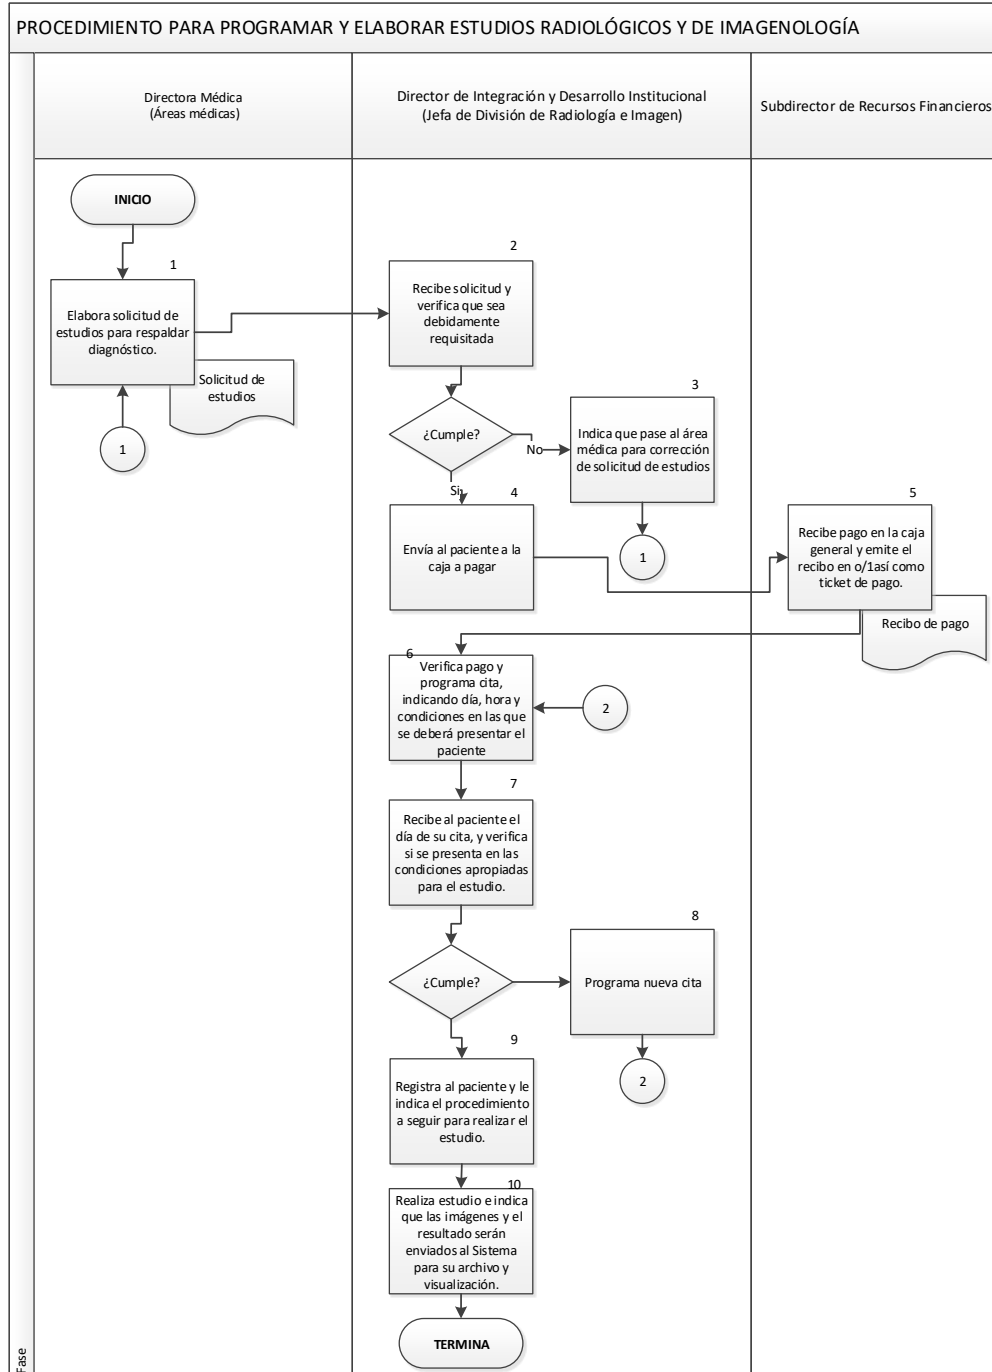 PROCEDIMIENTO PARA PROGRAMAR Y ELABORAR ESTUDIOS RADIOLÓGICOS Y DE IMAGENOLOGÍA
Directora Médica
(Áreas médicas)
Director de Integración y Desarrollo Institucional
(Jefa de División de Radiología e Imagen)
Subdirector de Recursos Financieros
INICIO
1
Elabora solicitud de
estudios para respaldar
diagnóstico.
Solicitud de
estudios
1
2
Recibe solicitud y
verifica que sea
debidamente
requisitada
¿Cumple?
No
3
Indica que pase al área
médica para corrección
de solicitud de estudios
1
Si
4
Envía al paciente a la
caja a pagar
5
Recibe pago en la caja
general y emite el
recibo en o/1así como
ticket de pago.
Recibo de pago
6
Verifica pago y
programa cita,
indicando día, hora y
condiciones en las que
se deberá presentar el
paciente
2
7
Recibe al paciente el
día de su cita, y verifica
si se presenta en las
condiciones apropiadas
para el estudio.
¿Cumple?
8
Programa nueva cita
2
9
Registra al paciente y le
indica el procedimiento
a seguir para realizar el
estudio.
10
Realiza estudio e indica
que las imágenes y el
resultado serán
enviados al Sistema
para su archivo y
visualización.
TERMINA
Fase